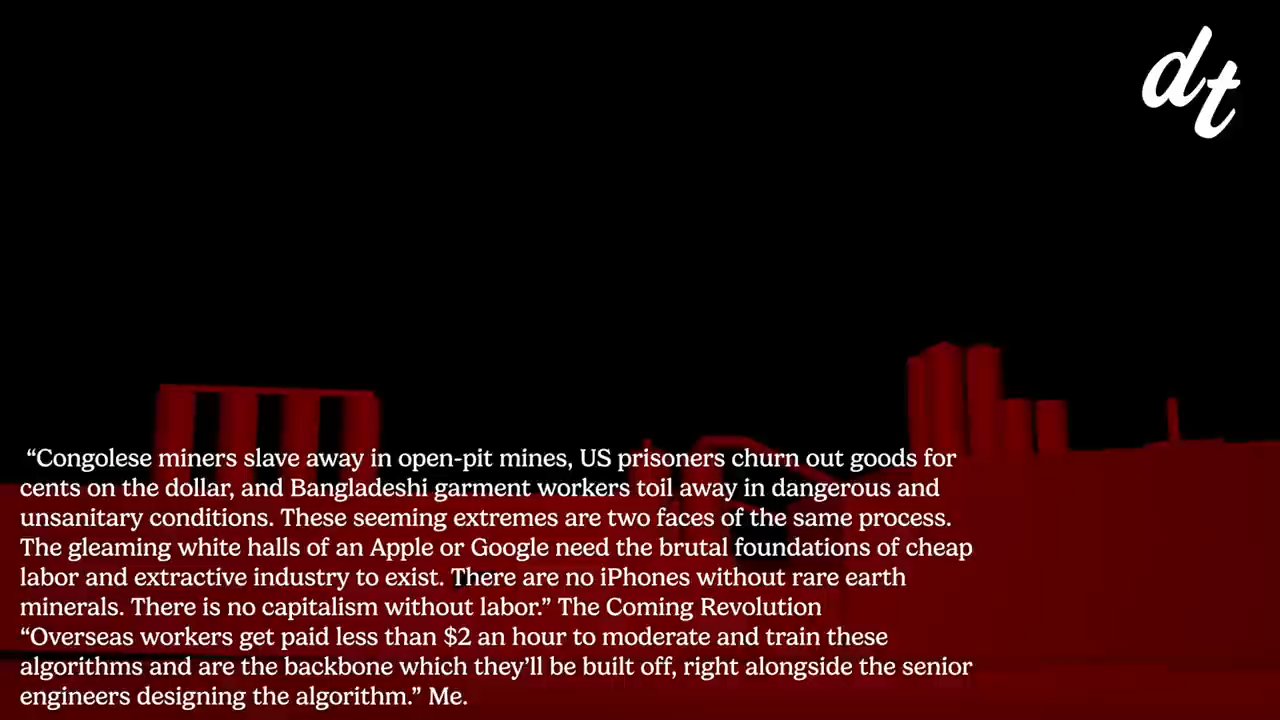 dt
“Congolese miners slave away in open-pit mines, US prisoners churn out goods for
cents on the dollar, and Bangladeshi garment workers toil away in dangerous and
unsanitary conditions. These seeming extremes are two faces of the same process.
The gleaming white halls of an Apple or Google need the brutal foundations of cheap
labor and extractive industry to exist. There are no iPhones without rare earth
minerals. There is no capitalism without labor.” The Coming Revolution
“Overseas workers get paid less than $2 an hour to moderate and train these
algorithms and are the backbone which they’ll be built off, right alongside the senior
engineers designing the algorithm.” Me.